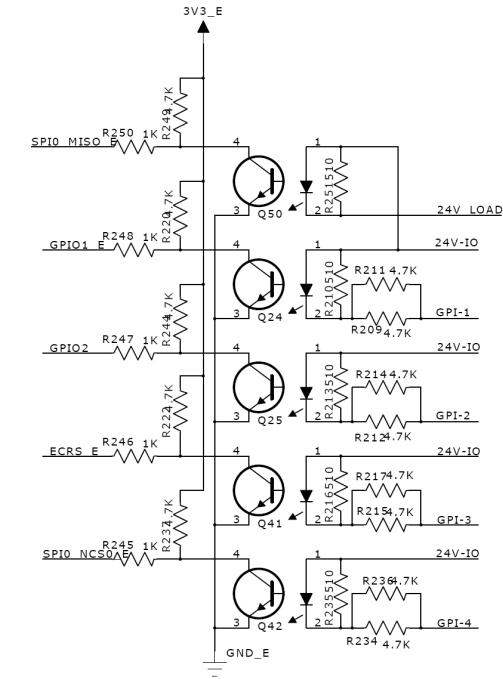 3V3_E
R249 4.7K
SPI0_MISO_E R250 1K 4 3 Q50 1 2 R251 510 24V_LOAD
R220 4.7K
GPIO1_E R248 1K 4 3 Q24 1 2 R210 510 24V-IO
R211 4.7K
R209 4.7K GPI-1
R244 4.7K
GPIO2 R247 1K 4 3 Q25 1 2 R213 510 24V-IO
R214 4.7K
R212 4.7K GPI-2
R222 4.7K
ECRS_E R246 1K 4 3 Q41 1 2 R216 510 24V-IO
R217 4.7K
R215 4.7K GPI-3
R237 4.7K
SPI0_NCS0_E R245 1K 4 3 Q42 1 2 R235 510 24V-IO
R236 4.7K
R234 4.7K GPI-4
GND_E